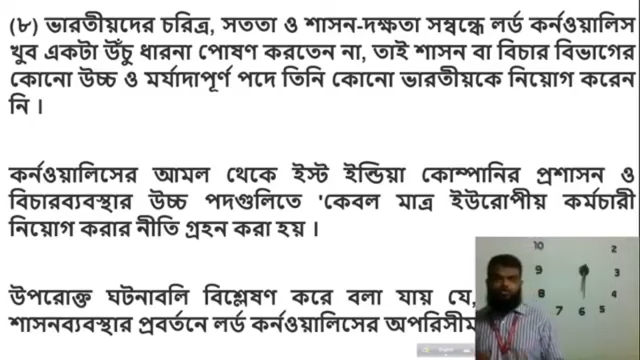 (৮) ভারতীয়দের চরিত্র, সততা ও শাসন-দক্ষতা সম্বন্ধে লর্ড কর্নওয়ালিস
খুব একটা উঁচু ধারনা পোষণ করতেন না, তাই শাসন বা বিচার বিভাগের
কোনো উচ্চ ও মর্যাদাপূর্ণ পদে তিনি কোনো ভারতীয়কে নিয়োগ করেন
নি ।
কর্নওয়ালিসের আমল থেকে ইস্ট ইন্ডিয়া কোম্পানির প্রশাসন ও
বিচারব্যবস্থার উচ্চ পদগুলিতে 'কেবল মাত্র ইউরোপীয় কর্মচারী
নিয়োগ করার নীতি গ্রহন করা হয় ।
উপরোক্ত ঘটনাবলি বিশ্লেষণ করে বলা যায় যে,
শাসনব্যবস্থার প্রবর্তনে লর্ড কর্নওয়ালিসের অপরিসীম
10 2
9 3
8 4
7 6 5